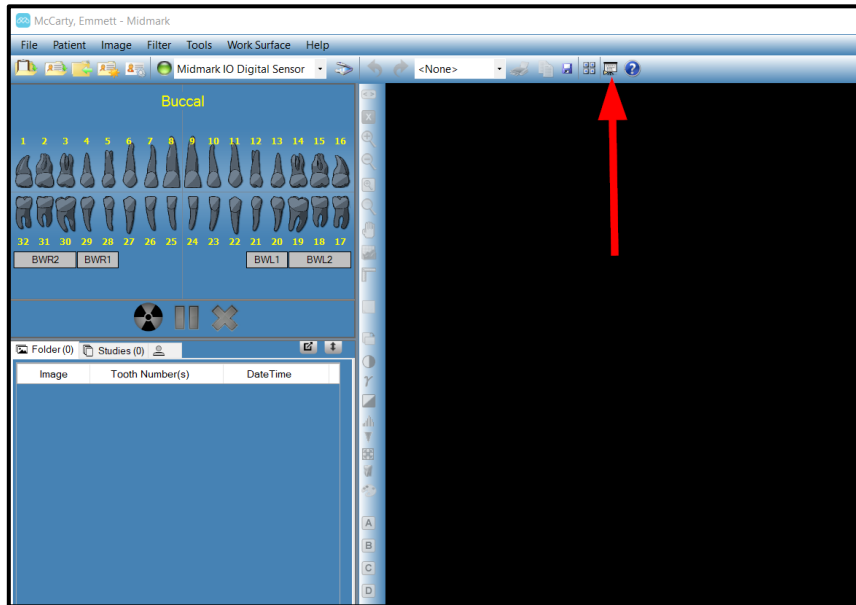 McCarty, Emmett - Midmark
File Patient Image Filter Tools Work Surface Help
Midmark IO Digital Sensor <None>
Buccal
1 2 3 4 5 6 7 8 9 10 11 12 13 14 15 16
32 31 30 29 28 27 26 25 24 23 22 21 20 19 18 17
BWR2 BWR1 BWL1 BWL2
Folder (0) Studies (0)
Image Tooth Number(s) DateTime
A
B
C
D